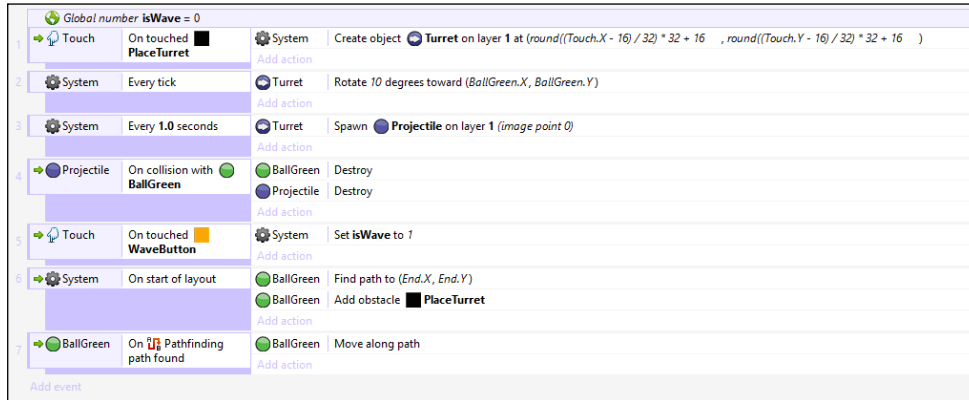 Global number isWave = 0
1 Touch On touched PlaceTurret System Create object Turret on layer 1 at (round((Touch.X - 16) / 32) * 32 + 16 , round((Touch.Y - 16) / 32) * 32 + 16 )
Add action
2 System Every tick Turret Rotate 10 degrees toward (BallGreen.X, BallGreen.Y)
Add action
3 System Every 1.0 seconds Turret Spawn Projectile on layer 1 (image point 0)
Add action
4 Projectile On collision with BallGreen BallGreen Destroy
Projectile Destroy
Add action
5 Touch On touched WaveButton System Set isWave to 1
Add action
6 System On start of layout BallGreen Find path to (End.X, End.Y)
BallGreen Add obstacle PlaceTurret
Add action
7 BallGreen On Pathfinding path found BallGreen Move along path
Add action
Add event